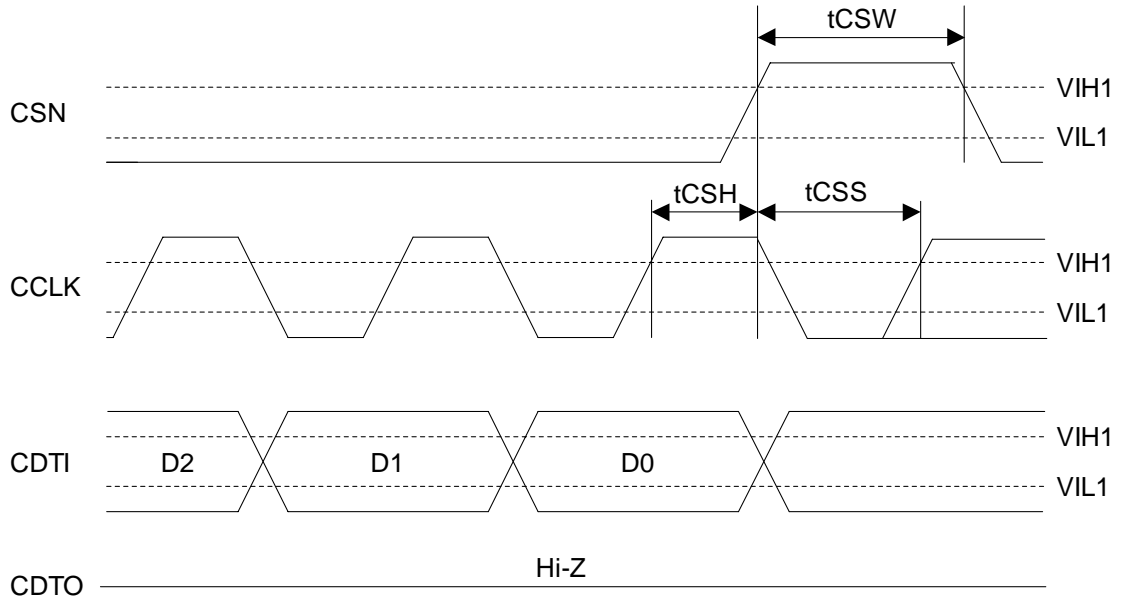 tCSW
CSN
VIH1
VIL1
tCSH
tCSS
CCLK
VIH1
VIL1
CDTI
D2
D1
D0
VIH1
VIL1
CDTO
Hi-Z